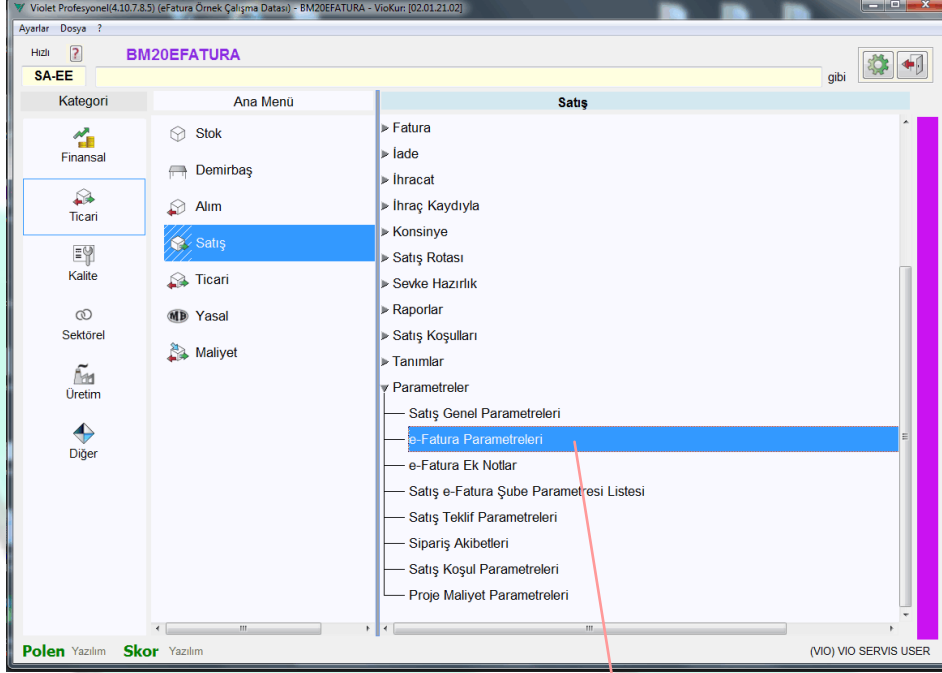 Violet Profesyonel(4.10.7.8.5) (eFatura Örnek Çalışma Datası) - BM20EFATURA - VioKur: [02.01.21.02]
Ayarlar Dosya ?
Hızlı ? BM20EFATURA
SA-EE gibi
Kategori
Finansal
Ticari
Kalite
Sektörel
Üretim
Diğer
Ana Menü
Stok
Demirbaş
Alım
Satış
Ticari
MB Yasal
Maliyet
Satış
Fatura
İade
İhracat
İhraç Kaydıyla
Konsinye
Satış Rotası
Sevke Hazırlık
Raporlar
Satış Koşulları
Tanımlar
Parametreler
Satış Genel Parametreleri
e-Fatura Parametreleri
e-Fatura Ek Notlar
Satış e-Fatura Şube Parametresi Listesi
Satış Teklif Parametreleri
Sipariş Akibetleri
Satış Koşul Parametreleri
Proje Maliyet Parametreleri
Polen Yazılım Skor Yazılım (VIO) VIO SERVIS USER